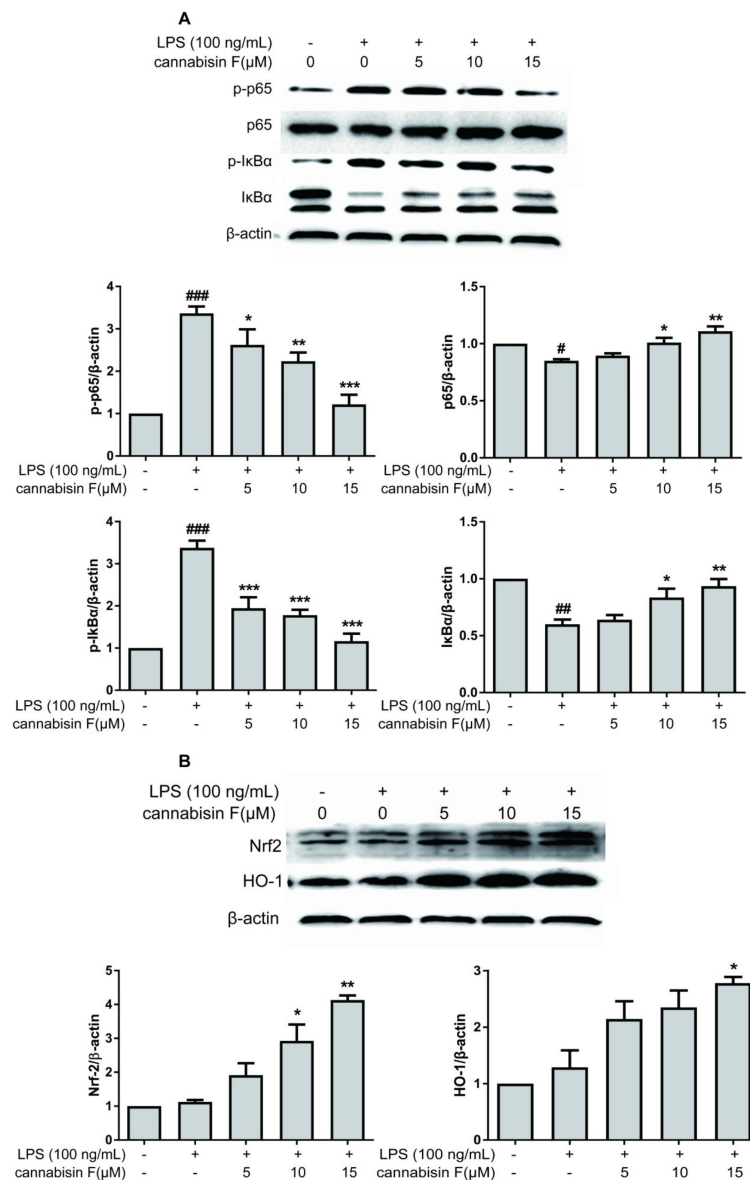 A
LPS (100 ng/mL) - + + + +
cannabisin F(μM) 0 0 5 10 15
p-p65
p65
p-IκBα
IκBα
β-actin
p-p65/β-actin
4
3
2
1
0
###
*
**
***
LPS (100 ng/mL) - + + + +
cannabisin F(μM) - - 5 10 15
p65/β-actin
1.5
1.0
0.5
0.0
#
*
**
LPS (100 ng/mL) - + + + +
cannabisin F(μM) - - 5 10 15
p-IkBα/β-actin
4
3
2
1
0
###
***
***
***
LPS (100 ng/mL) - + + + +
cannabisin F(μM) - - 5 10 15
IκBα/β-actin
1.5
1.0
0.5
0.0
##
*
**
LPS (100 ng/mL) - + + + +
cannabisin F(μM) - - 5 10 15
B
LPS (100 ng/mL) - + + + +
cannabisin F(μM) 0 0 5 10 15
Nrf2
HO-1
β-actin
Nrf-2/β-actin
5
4
3
2
1
0
*
**
LPS (100 ng/mL) - + + + +
cannabisin F(μM) - - 5 10 15
HO-1/β-actin
3
2
1
0
*
LPS (100 ng/mL) - + + + +
cannabisin F(μM) - - 5 10 15